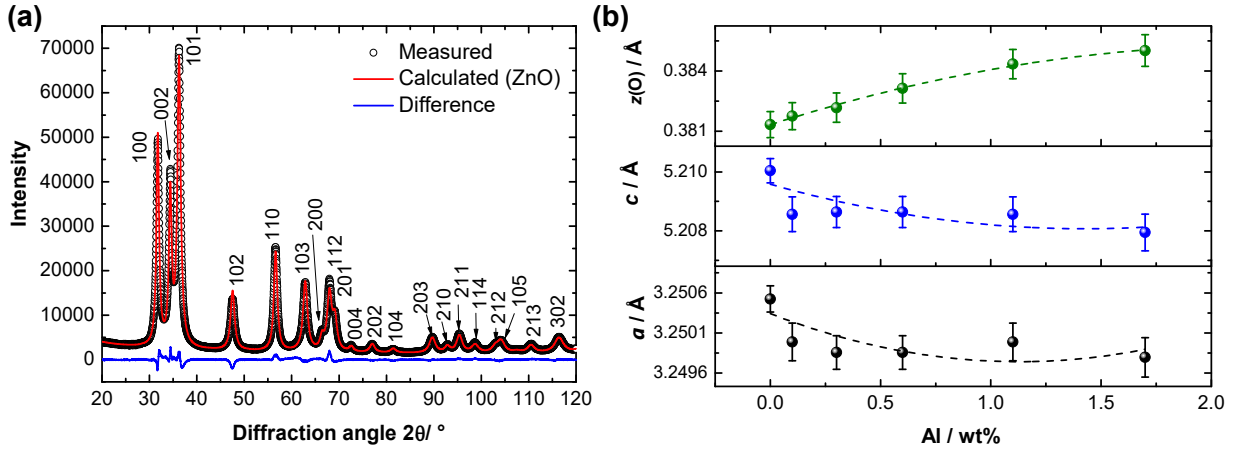 (a)
70000
60000
50000
40000
30000
20000
10000
0
Intensity
Measured
Calculated (ZnO)
Difference
100
002
101
102
110
103
200
112
201
004
202
104
203
210
211
114
212
105
213
302
20 30 40 50 60 70 80 90 100 110 120
Diffraction angle 2θ/ °
(b)
z(O) / Å
0.384
0.381
c / Å
5.210
5.208
a / Å
3.2506
3.2501
3.2496
0.0 0.5 1.0 1.5 2.0
Al / wt%